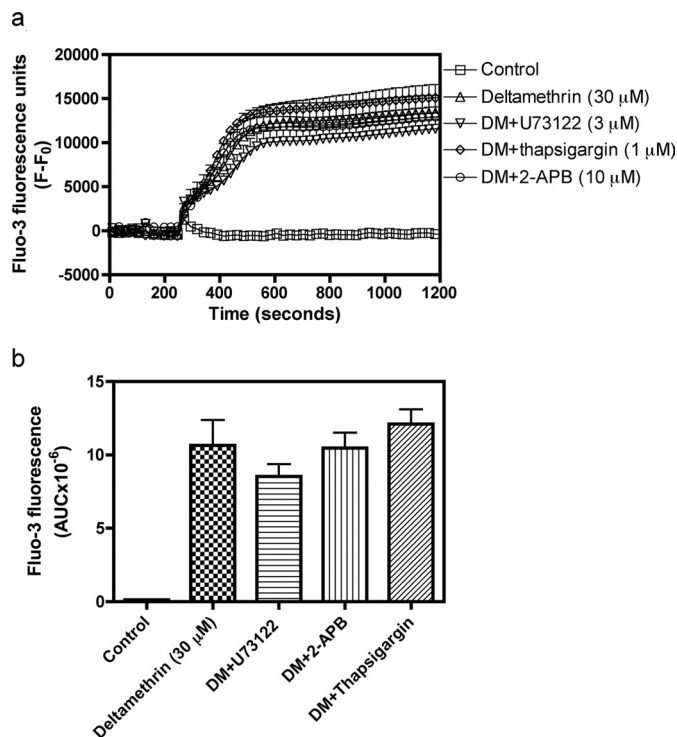 a
20000
15000
10000
5000
0
-5000
Fluo-3 fluorescence units
(F-F₀)
0 200 400 600 800 1000 1200
Time (seconds)
Control
Deltamethrin (30 μM)
DM+U73122 (3 μM)
DM+thapsigargin (1 μM)
DM+2-APB (10 μM)
b
15
10
5
0
Fluo-3 fluorescence
(AUCx10⁻⁶)
Control
Deltamethrin (30 μM)
DM+U73122
DM+2-APB
DM+Thapsigargin